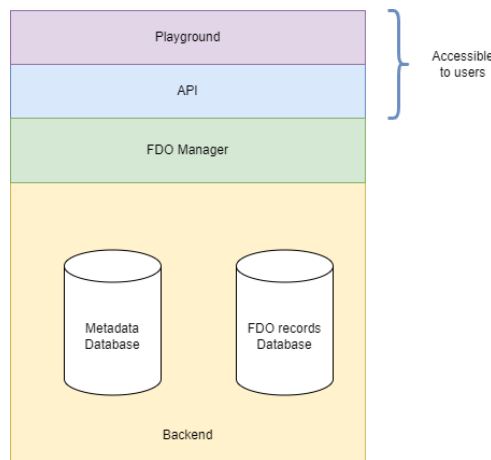 Playground
Accessible
to users
API
FDO Manager
Metadata
Database
FDO records
Database
Backend